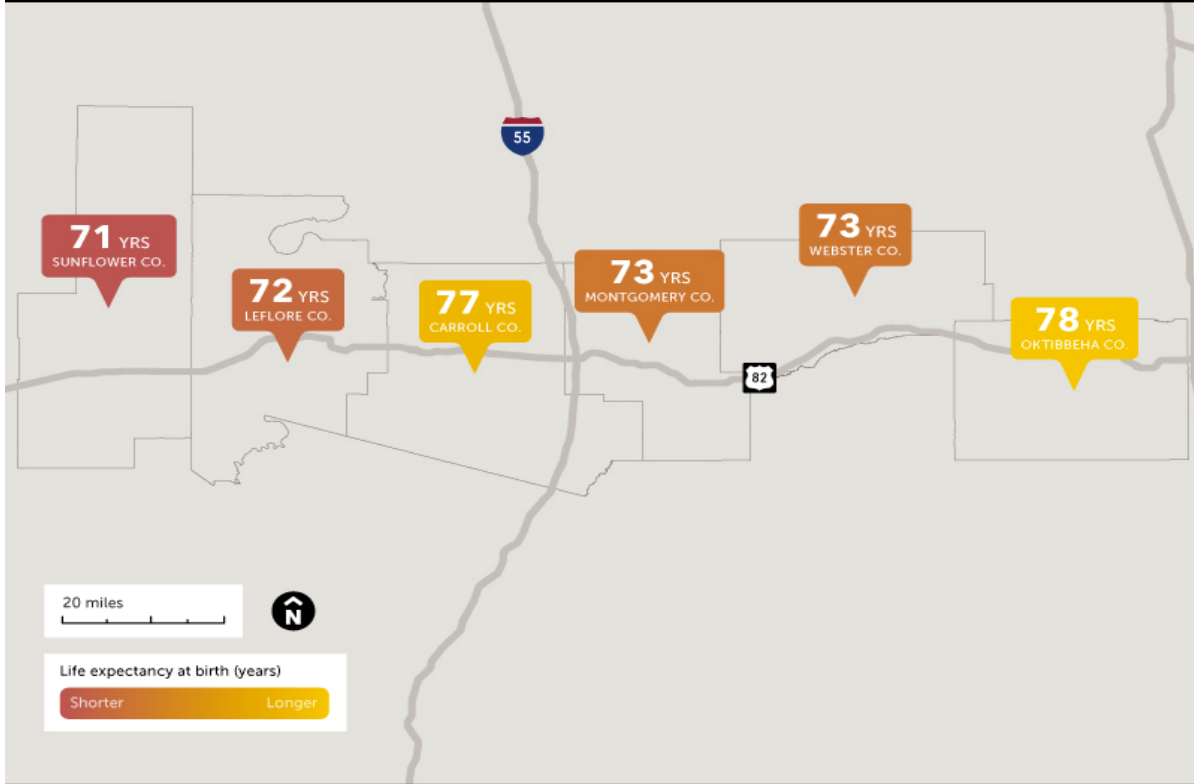 55
71 YRS
SUNFLOWER CO.
72 YRS
LEFLORE CO.
77 YRS
CARROLL CO.
73 YRS
MONTGOMERY CO.
73 YRS
WEBSTER CO.
78 YRS
OKTIBBEHA CO.
82
20 miles
N
Life expectancy at birth (years)
Shorter Longer